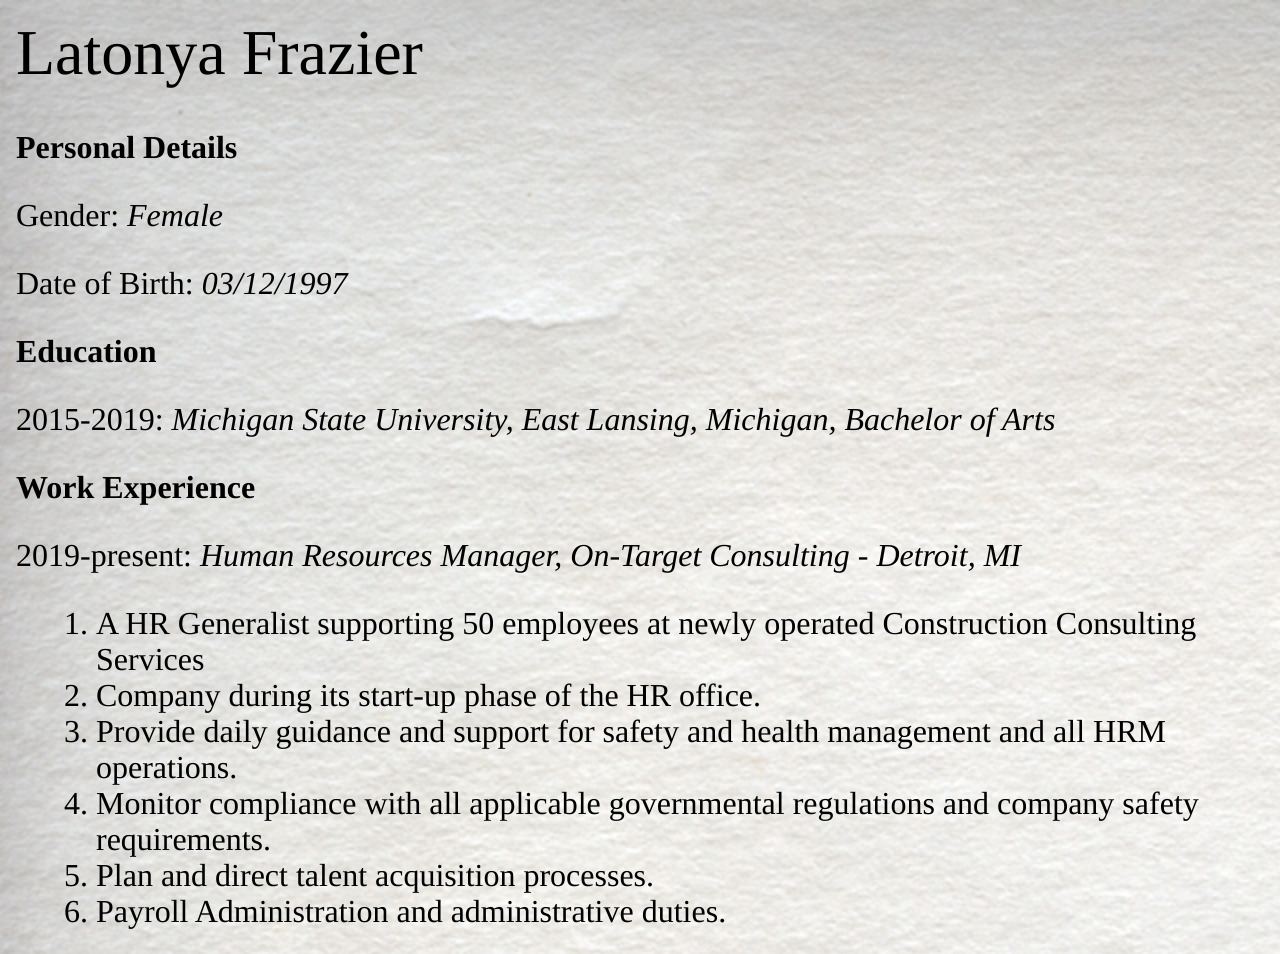 Latonya Frazier
Personal Details
Gender: Female
Date of Birth: 03/12/1997
Education
2015-2019: Michigan State University, East Lansing, Michigan, Bachelor of Arts
Work Experience
2019-present: Human Resources Manager, On-Target Consulting - Detroit, MI
1. A HR Generalist supporting 50 employees at newly operated Construction Consulting
Services
2. Company during its start-up phase of the HR office.
3. Provide daily guidance and support for safety and health management and all HRM
operations.
4. Monitor compliance with all applicable governmental regulations and company safety
requirements.
5. Plan and direct talent acquisition processes.
6. Payroll Administration and administrative duties.